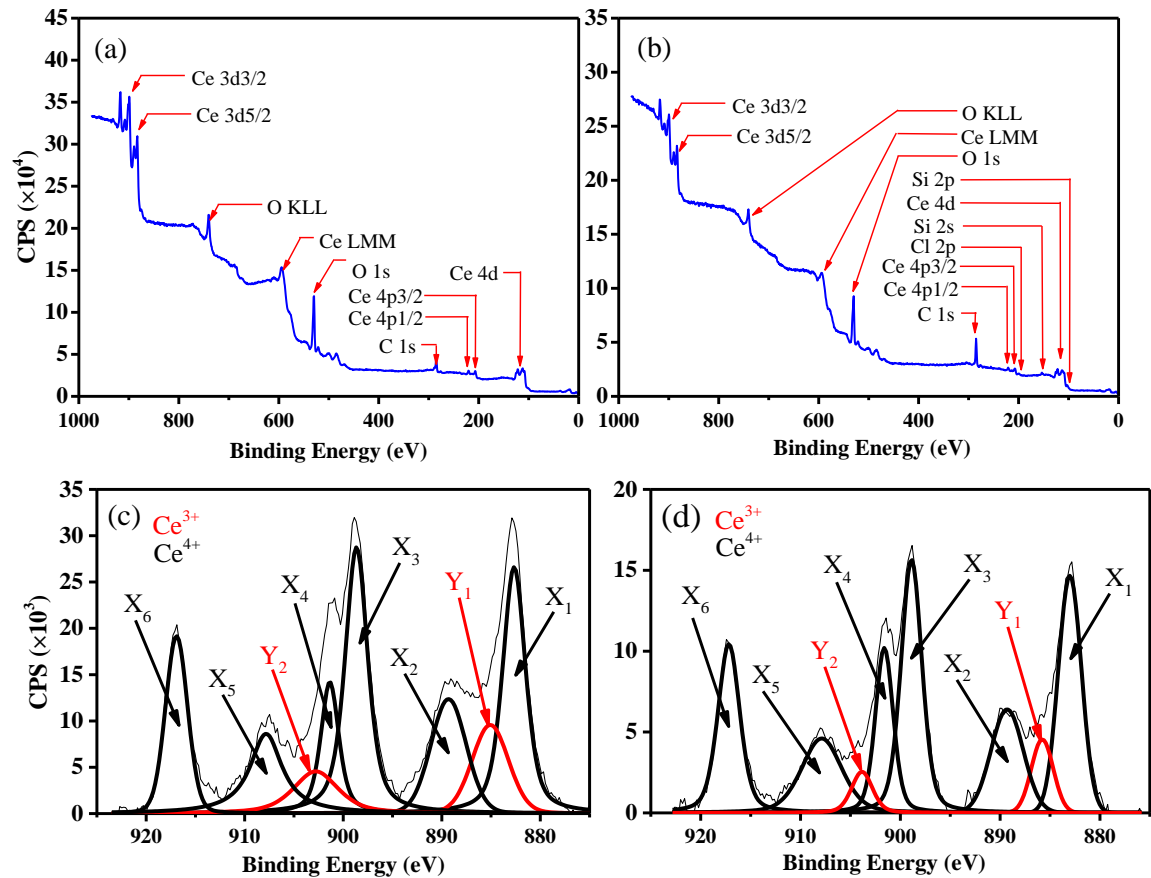 (a)
45
40
35
30
25
20
15
10
5
0
CPS (×10⁴)
Ce 3d3/2
Ce 3d5/2
O KLL
Ce LMM
O 1s
Ce 4p3/2
Ce 4p1/2
C 1s
Ce 4d
1000 800 600 400 200 0
Binding Energy (eV)
(b)
35
30
25
20
15
10
5
0
Ce 3d3/2
Ce 3d5/2
O KLL
Ce LMM
O 1s
Si 2p
Ce 4d
Si 2s
Cl 2p
Ce 4p3/2
Ce 4p1/2
C 1s
1000 800 600 400 200 0
Binding Energy (eV)
(c)
35
30
25
20
15
10
5
0
CPS (×10³)
Ce³⁺
Ce⁴⁺
X₆
X₅
Y₂
X₄
X₃
X₂
Y₁
X₁
920 910 900 890 880
Binding Energy (eV)
(d)
20
15
10
5
0
Ce³⁺
Ce⁴⁺
X₆
X₅
Y₂
X₄
X₃
X₂
Y₁
X₁
920 910 900 890 880
Binding Energy (eV)